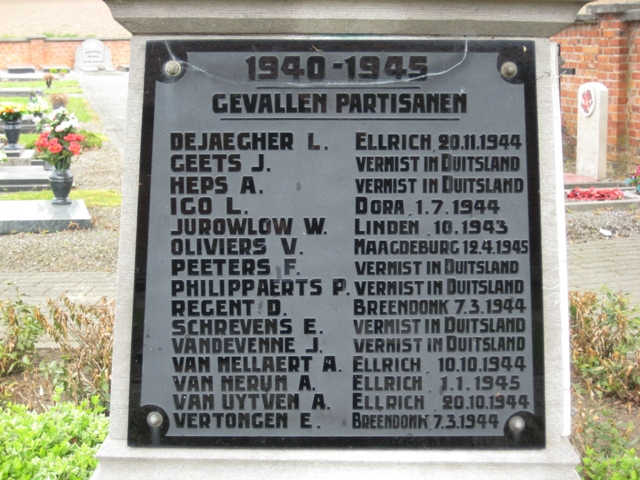 1940-1945
GEVALLEN PARTISANEN
DEJAEGHER L. ELLRICH 20.11.1944
GEETS J. VERMIST IN DUITSLAND
HEPS A. VERMIST IN DUITSLAND
IGO L. DORA 1.7.1944
JUROWLOW W. LINDEN 10.1943
OLIVIERS V. MAAGDEBURG 12.4.1945
PEETERS F. VERMIST IN DUITSLAND
PHILIPPAERTS P. VERMIST IN DUITSLAND
REGENT D. BREENDONK 7.3.1944
SCHREVENS E. VERMIST IN DUITSLAND
VANDEVENNE J. VERMIST IN DUITSLAND
VAN MELLAERT A. ELLRICH 10.10.1944
VAN NERUM A. ELLRICH 1.1.1945
VAN UYTVEN A. ELLRICH 20.10.1944
VERTONGEN E. BREENDONK 7.3.1944